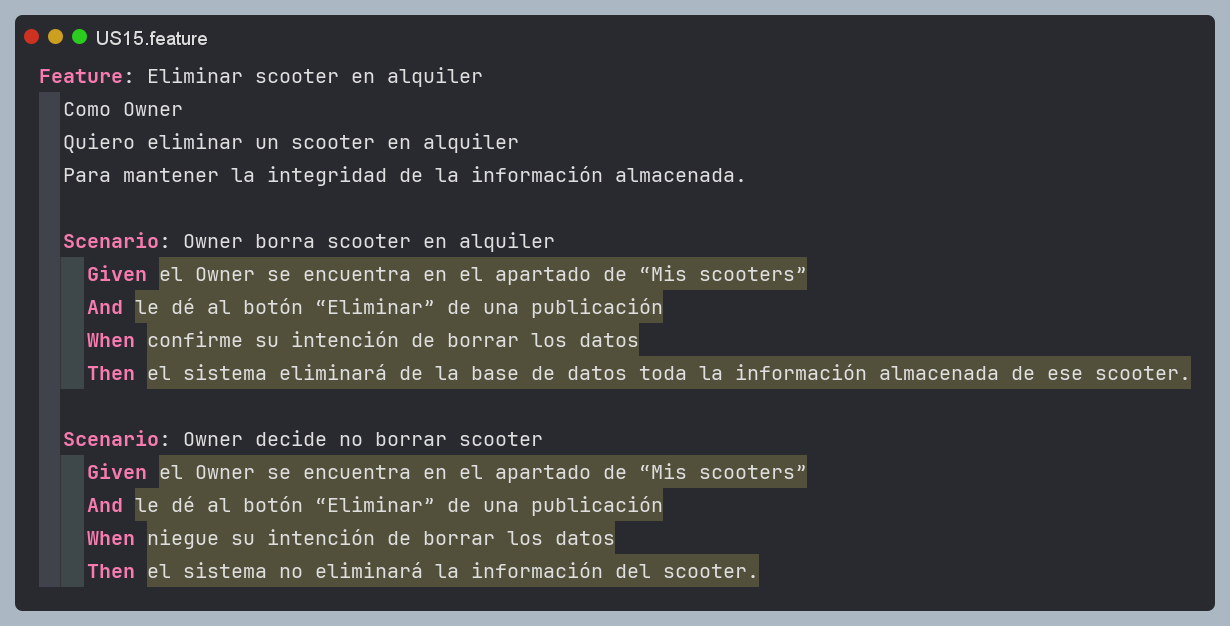 US15.feature
Feature: Eliminar scooter en alquiler
Como Owner
Quiero eliminar un scooter en alquiler
Para mantener la integridad de la información almacenada.
Scenario: Owner borra scooter en alquiler
Given el Owner se encuentra en el apartado de “Mis scooters”
And le dé al botón “Eliminar” de una publicación
When confirme su intención de borrar los datos
Then el sistema eliminará de la base de datos toda la información almacenada de ese scooter.
Scenario: Owner decide no borrar scooter
Given el Owner se encuentra en el apartado de “Mis scooters”
And le dé al botón “Eliminar” de una publicación
When niegue su intención de borrar los datos
Then el sistema no eliminará la información del scooter.